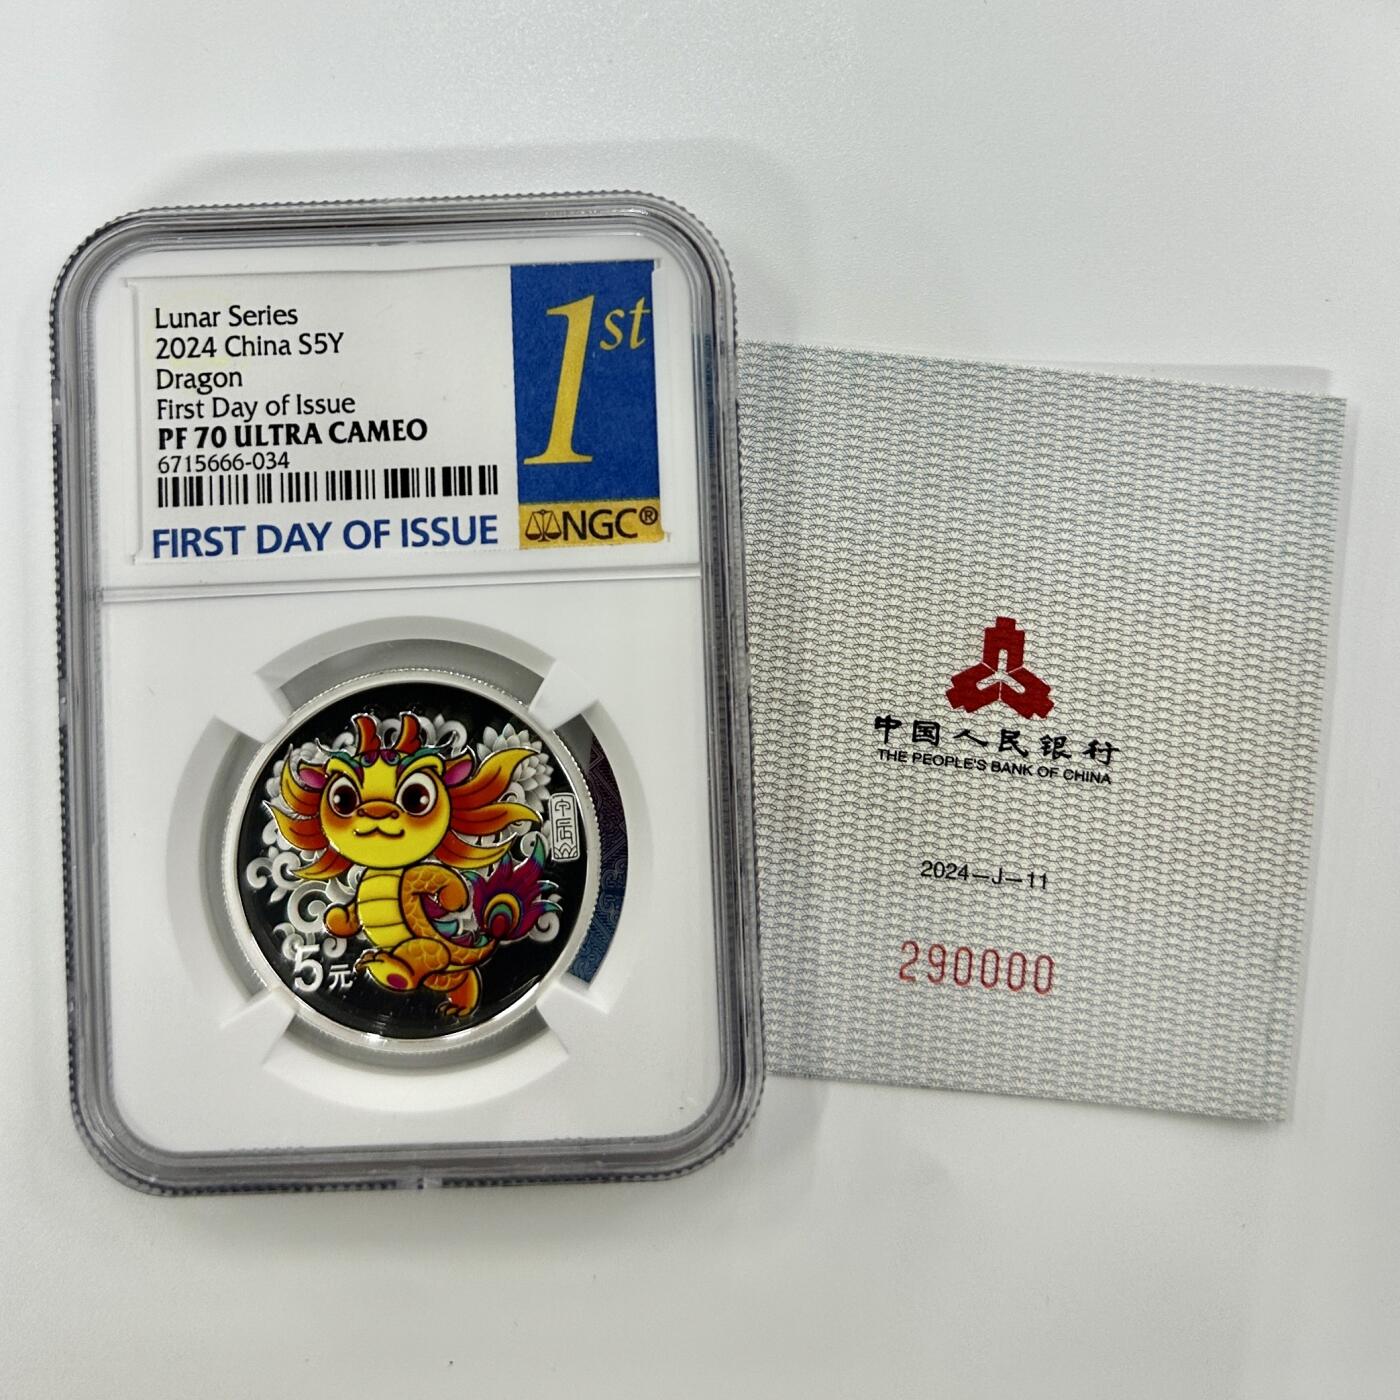 Lunar Series
2024 China S5Y
Dragon
First Day of Issue
PF 70 ULTRA CAMEO
6715666-034
FIRST DAY OF ISSUE
1st
NGC®
甲辰
5元
中国人民银行
THE PEOPLE'S BANK OF CHINA
2024-J-11
290000